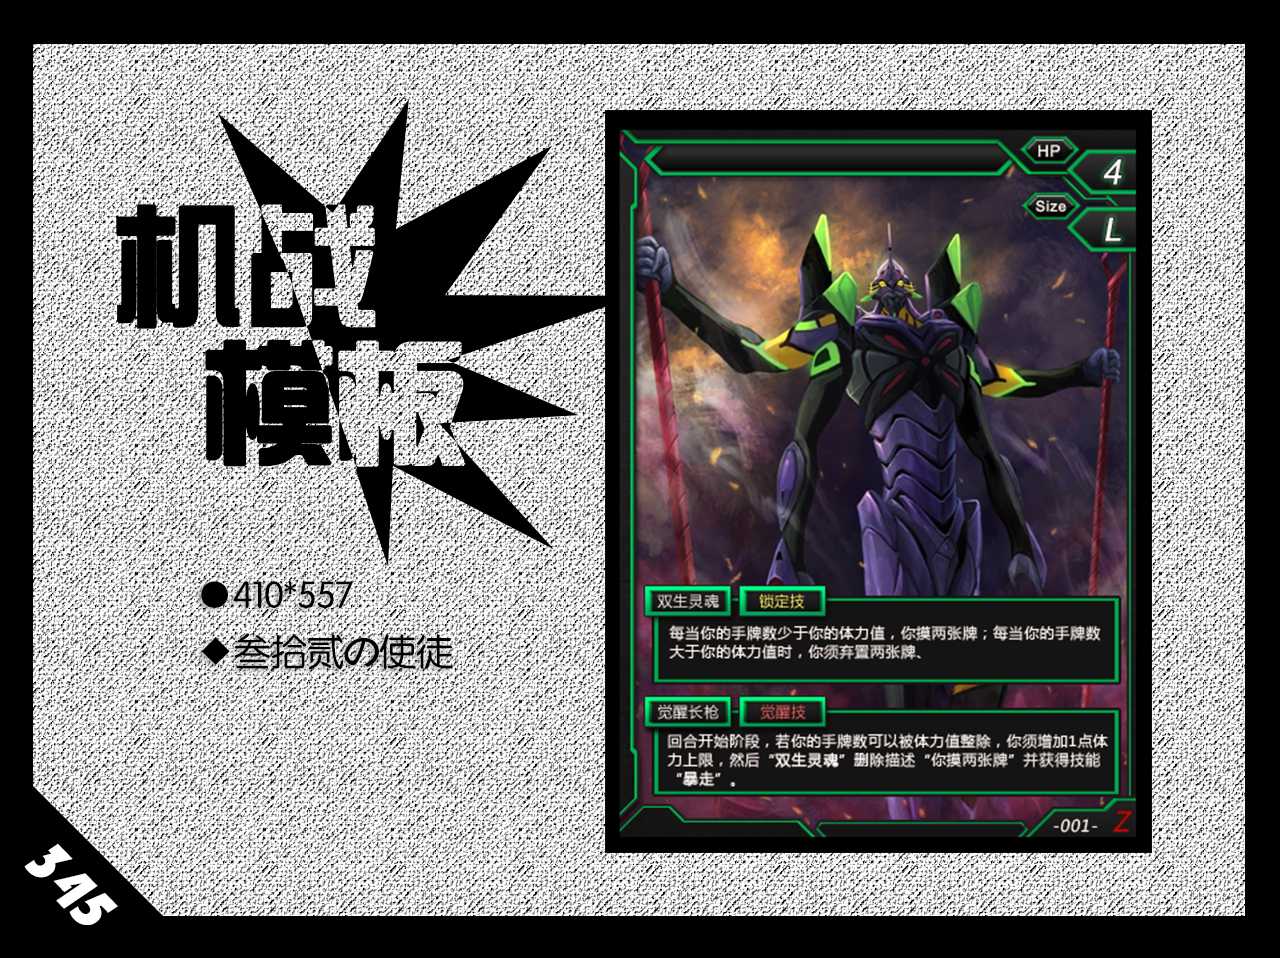 机战
模板
●410*557
◆叁拾贰の使徒
345
HP
4
Size
L
双生灵魂
锁定技
每当你的手牌数少于你的体力值，你摸两张牌；每当你的手牌数
大于你的体力值时，你须弃置两张牌、
觉醒长枪
觉醒技
回合开始阶段，若你的手牌数可以被体力值整除，你须增加1点体
力上限，然后“双生灵魂”删除描述“你摸两张牌”并获得技能
“暴走”。
-001-
Z